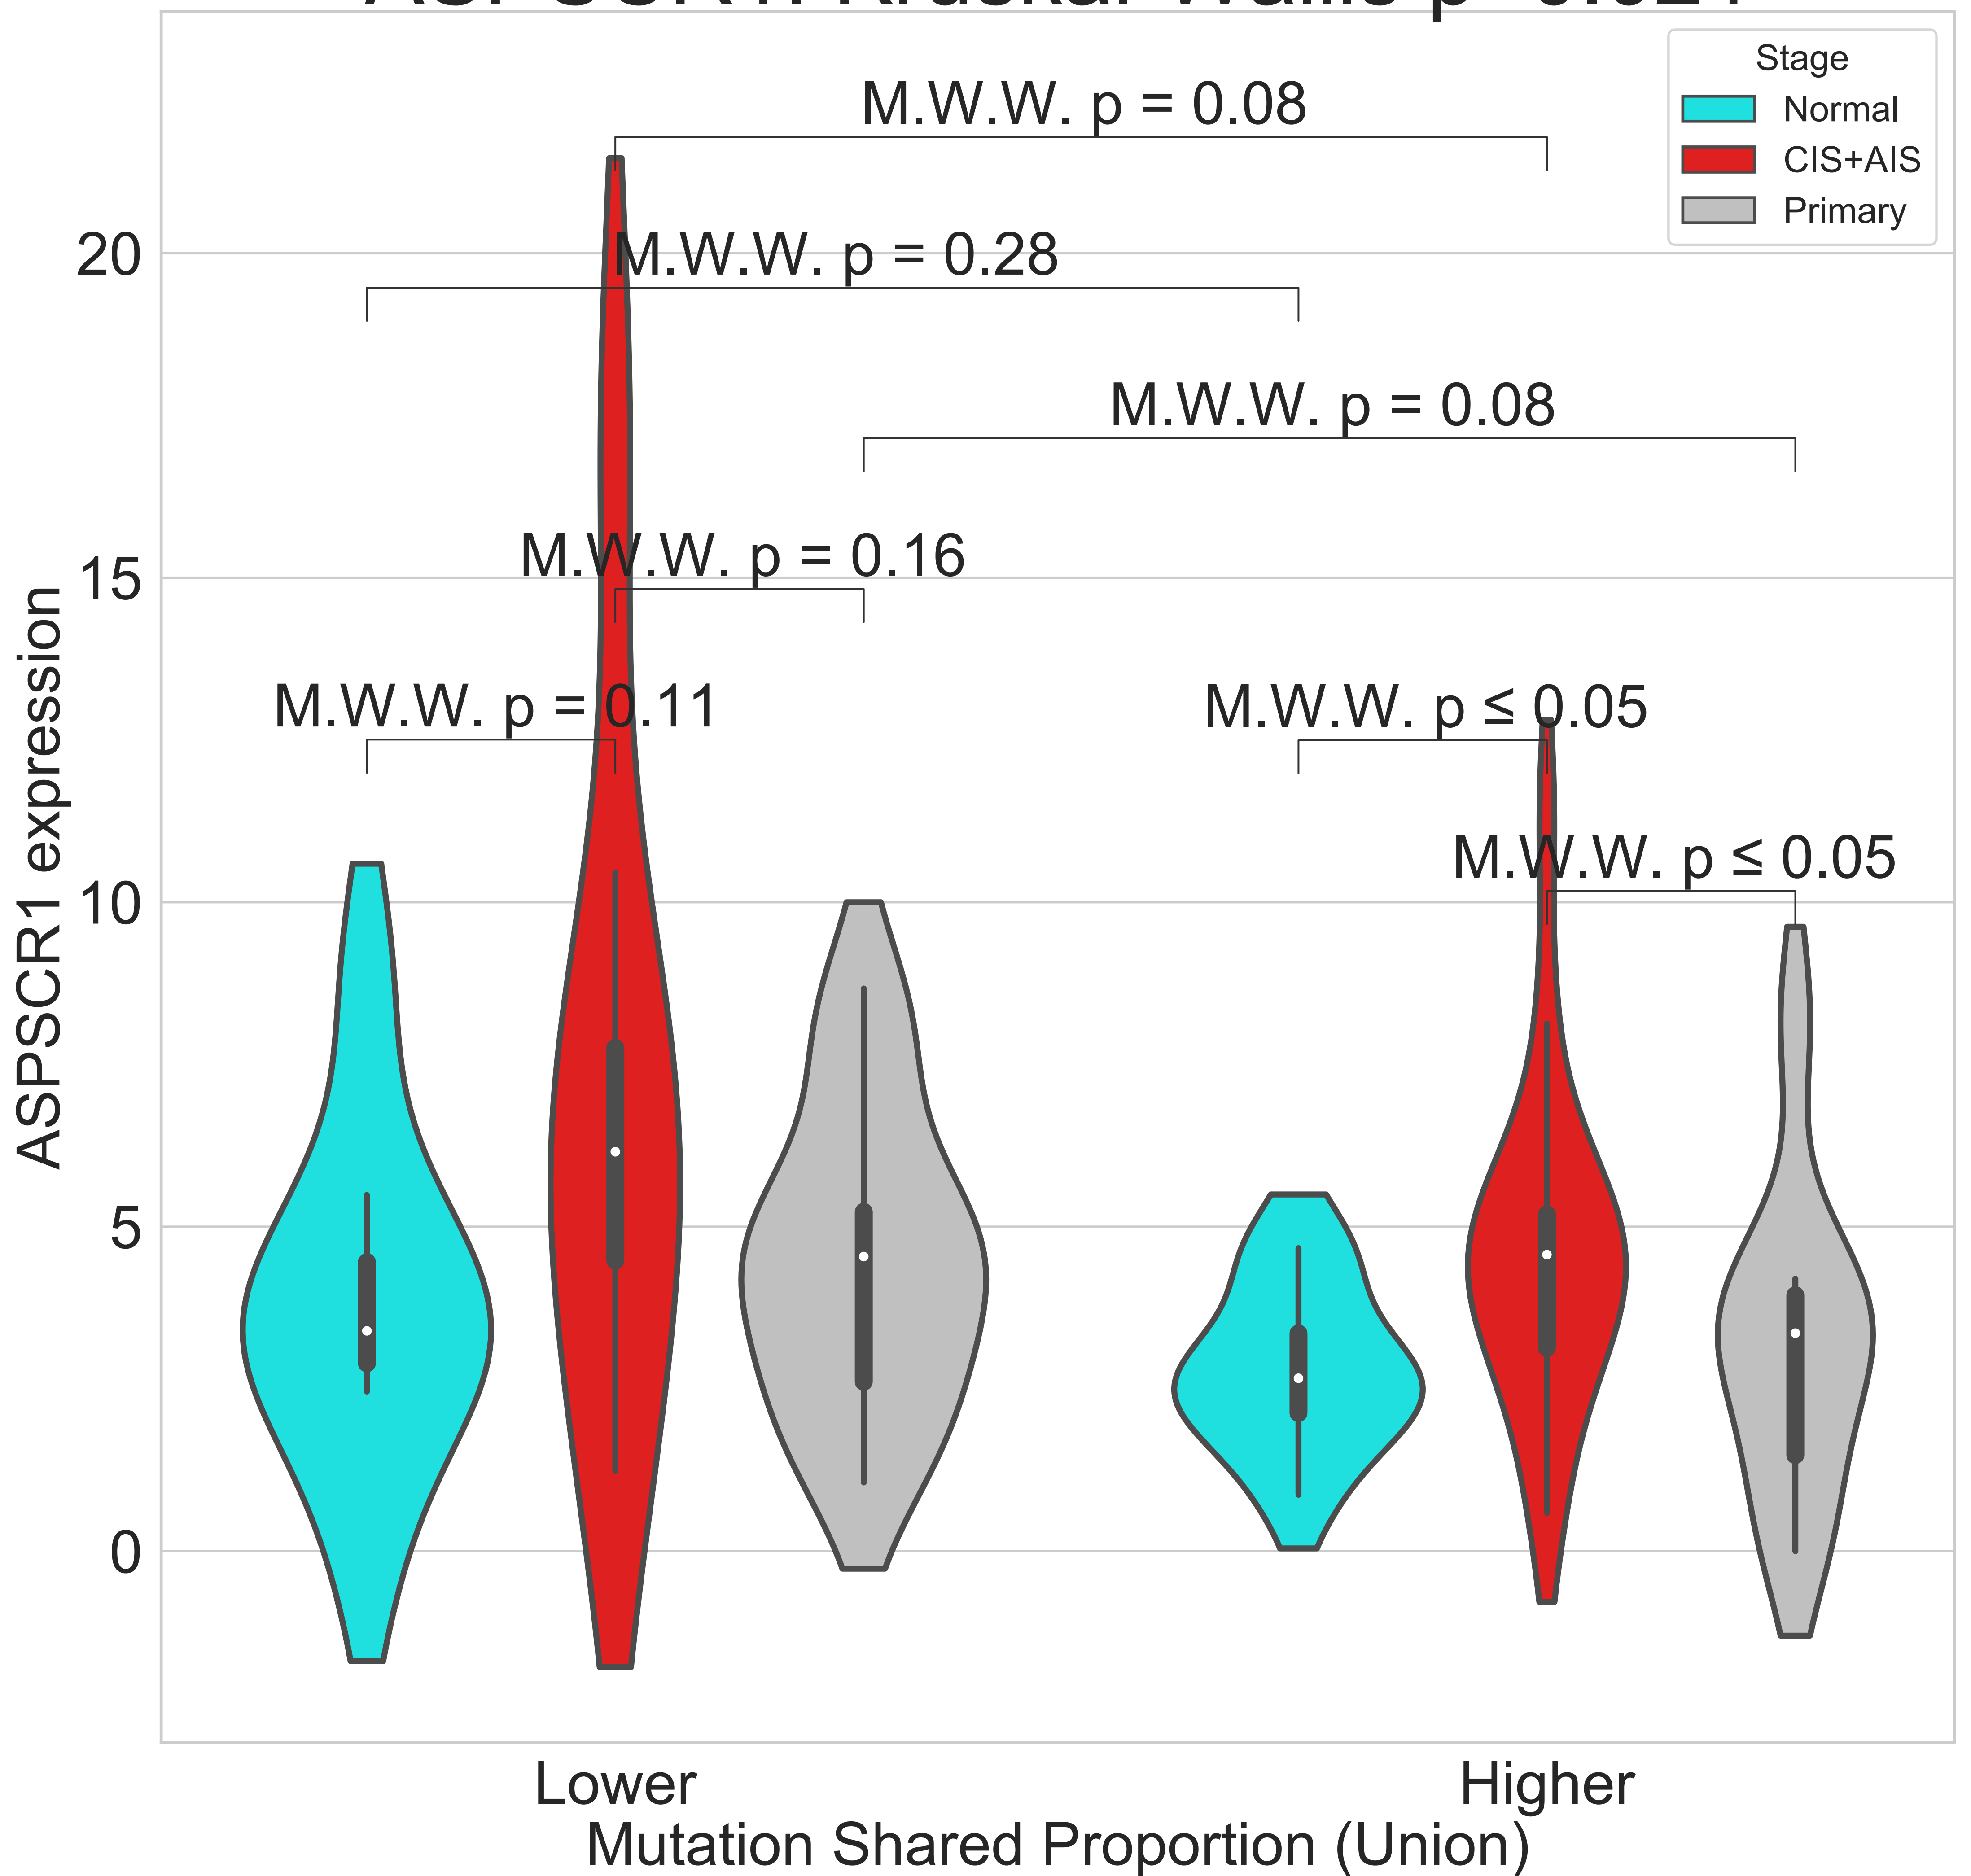 Stage
Normal
CIS+AIS
Primary
M.W.W. p = 0.08
M.W.W. p = 0.28
M.W.W. p = 0.08
M.W.W. p = 0.16
M.W.W. p = 0.11
M.W.W. p ≤ 0.05
M.W.W. p ≤ 0.05
20
15
10
5
0
ASPSCR1 expression
Lower
Higher
Mutation Shared Proportion (Union)